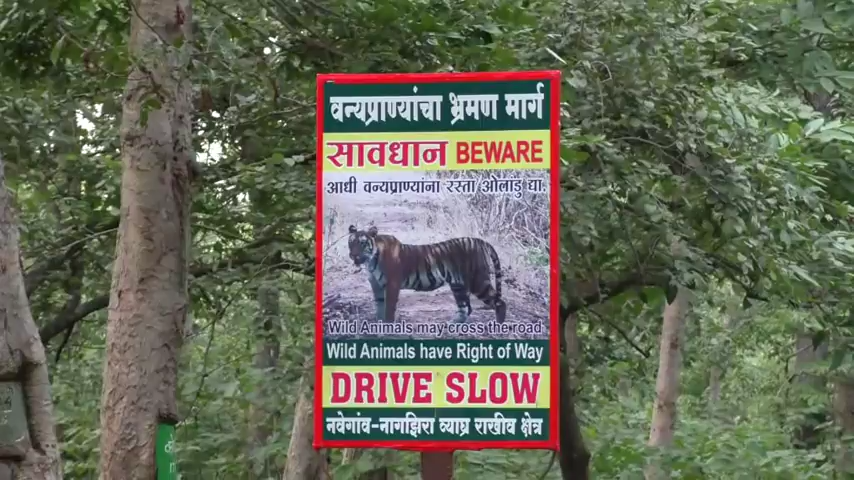 वन्यप्राण्यांचा भ्रमण मार्ग
सावधान BEWARE
आधी वन्यप्राण्यांना रस्ता ओलाडु द्या.
Wild Animals may cross the road
Wild Animals have Right of Way
DRIVE SLOW
नवेगांव-नागझिरा व्याघ्र राखीव क्षेत्र